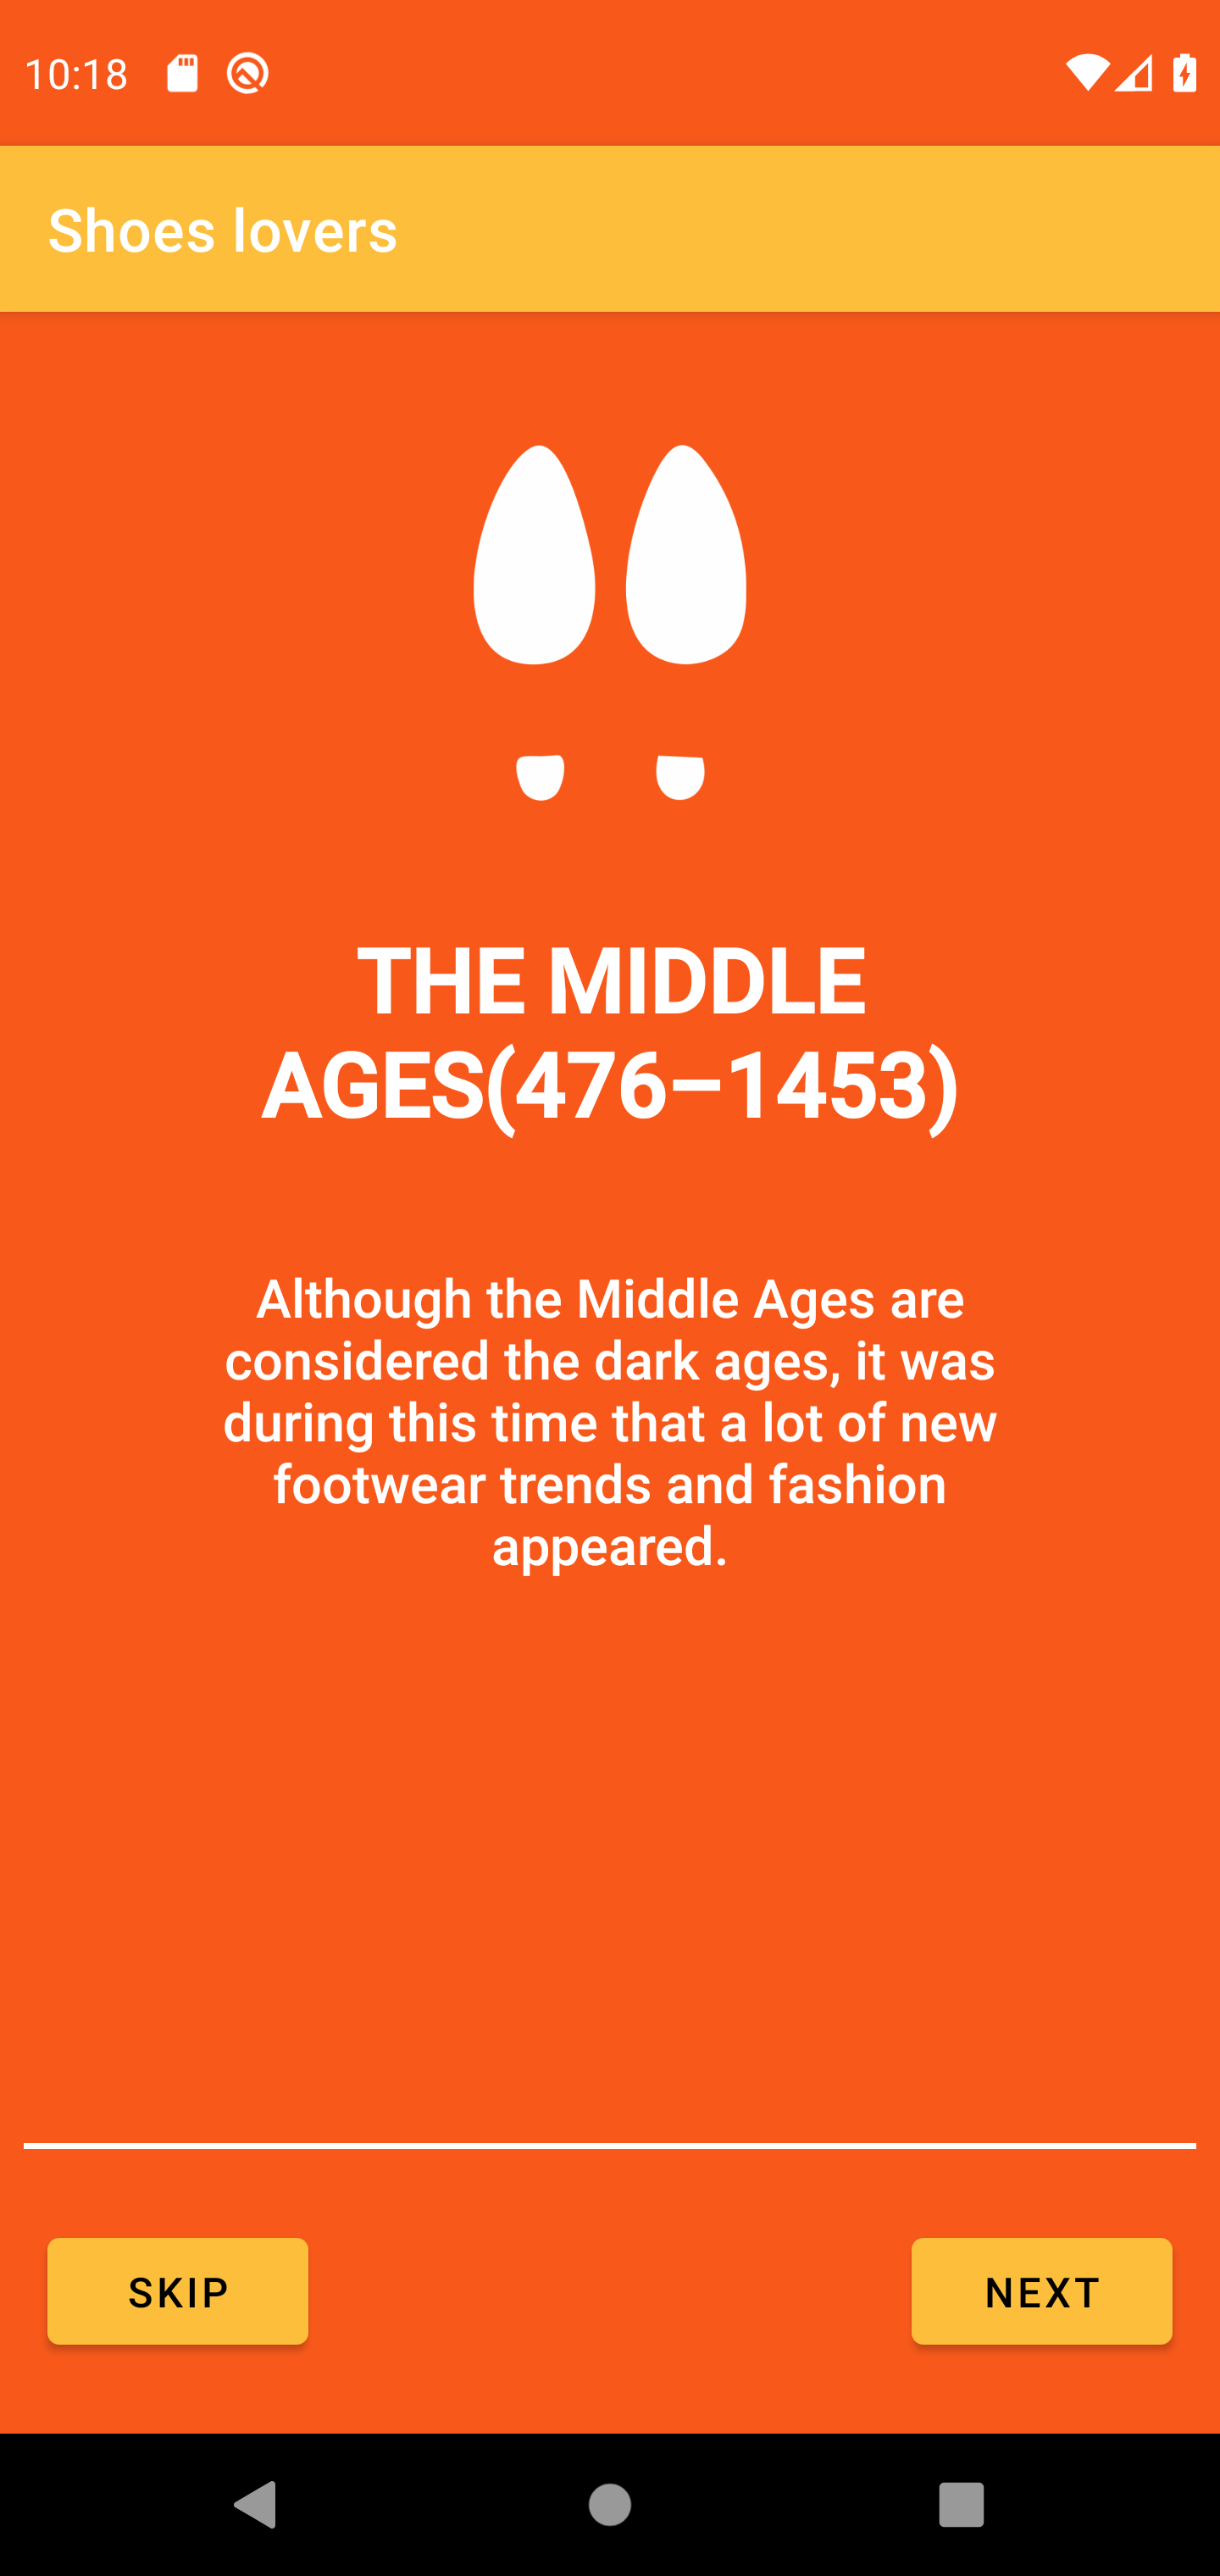 10:18
Shoes lovers
THE MIDDLE
AGES(476–1453)
Although the Middle Ages are
considered the dark ages, it was
during this time that a lot of new
footwear trends and fashion
appeared.
SKIP
NEXT